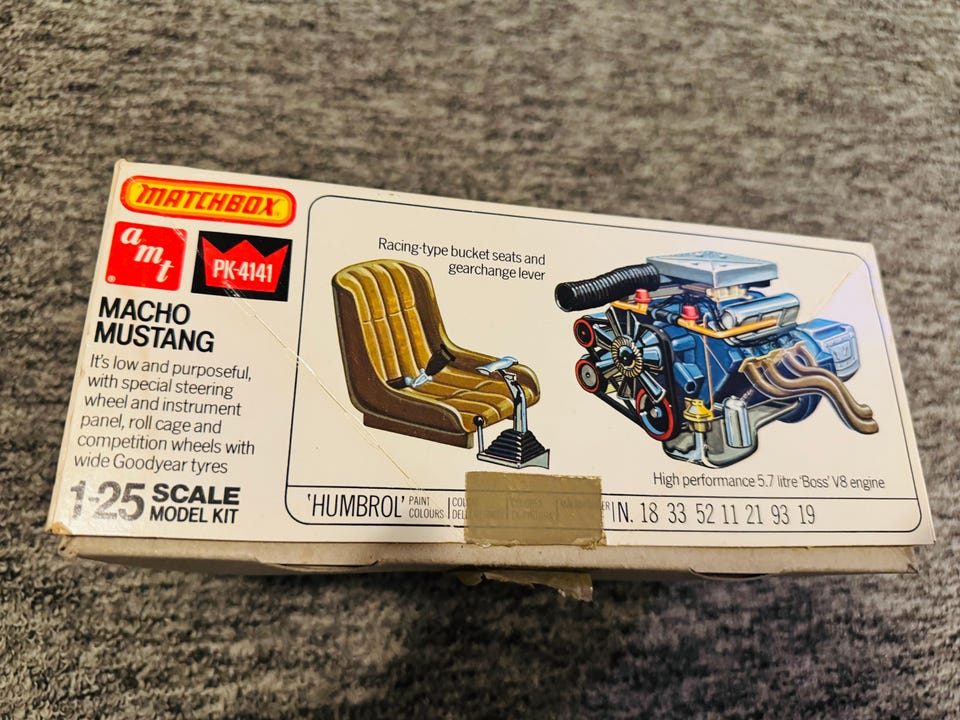 MATCHBOX
amt
PK-4141
MACHO
MUSTANG
It's low and purposeful,
with special steering
wheel and instrument
panel, roll cage and
competition wheels with
wide Goodyear tyres
1-25 SCALE
MODEL KIT
Racing-type bucket seats and
gearchange lever
High performance 5.7 litre 'Boss' V8 engine
'HUMBROL' PAINT
COLOURS
IN. 18 33 52 11 21 93 19